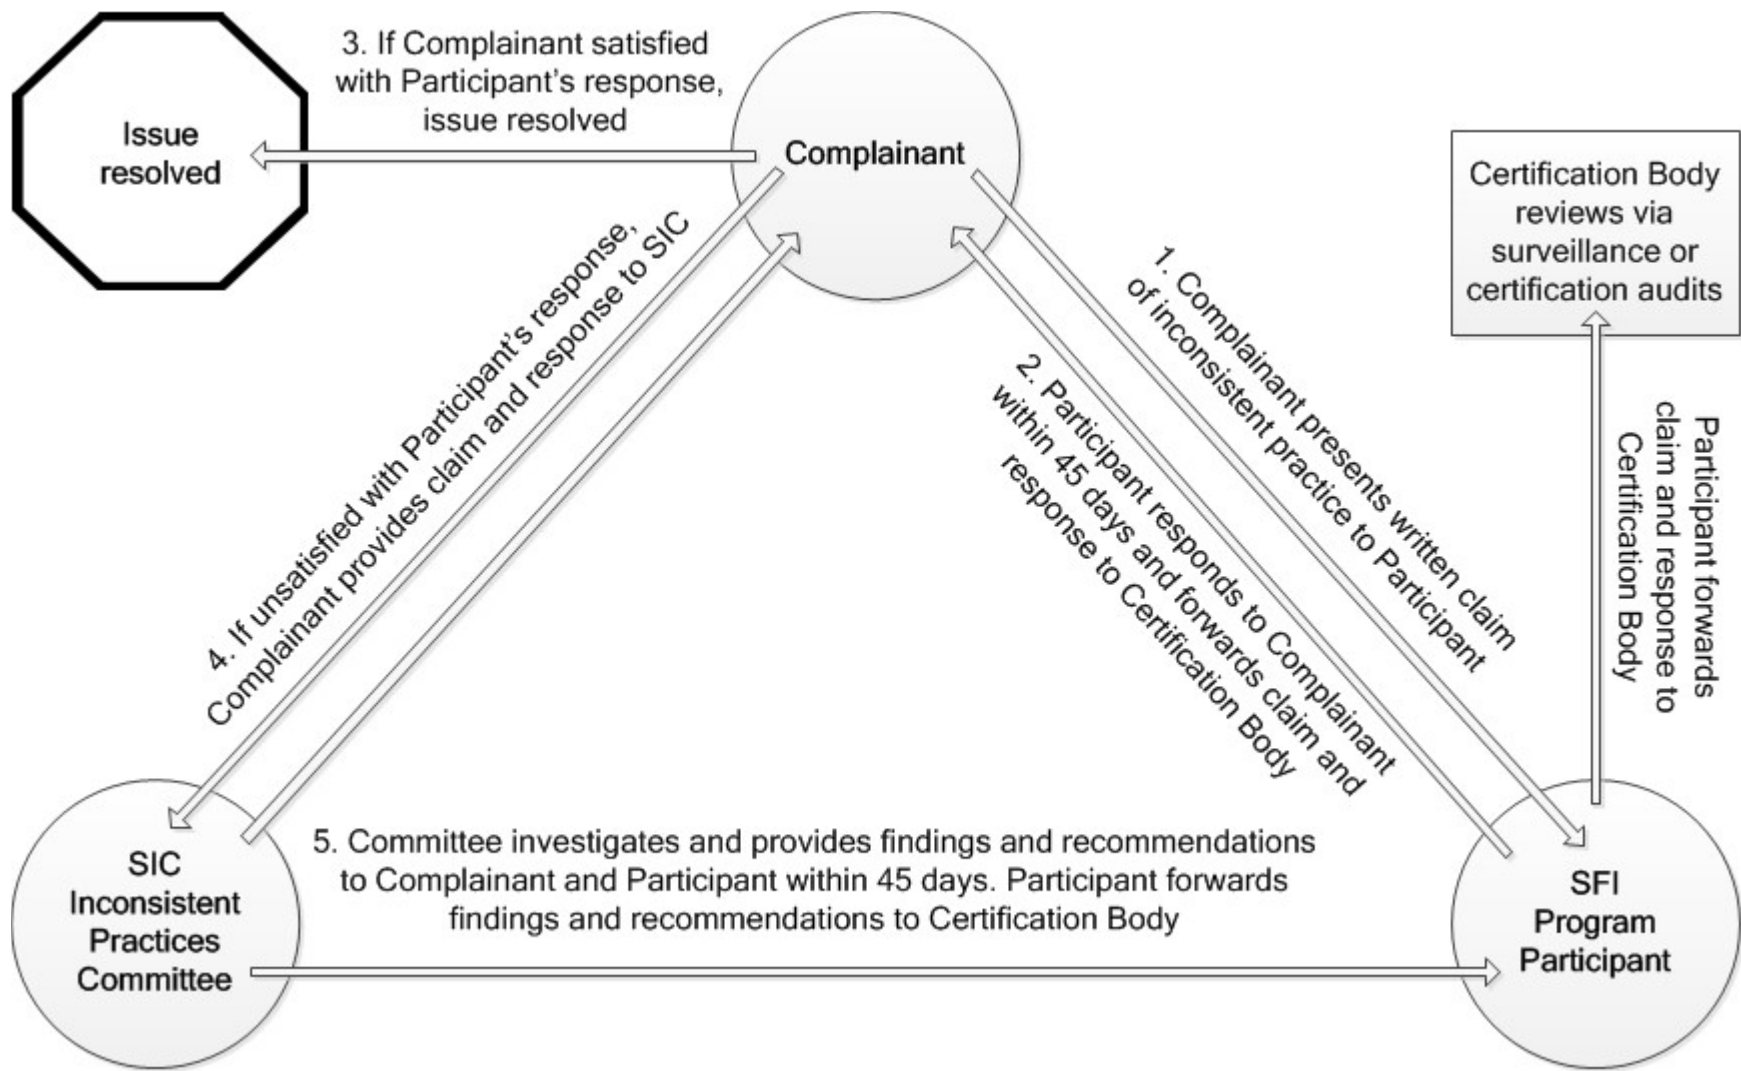 3. If Complainant satisfied
with Participant's response,
issue resolved
Issue
resolved
Complainant
Certification Body
reviews via
surveillance or
certification audits
4. If unsatisfied with Participant's response,
Complainant provides claim and response to SIC
1. Complainant presents written claim
of inconsistent practice to Participant
2. Participant responds to Complainant
within 45 days and forwards claim and
response to Certification Body
Participant forwards
claim and response to
Certification Body
5. Committee investigates and provides findings and recommendations
to Complainant and Participant within 45 days. Participant forwards
findings and recommendations to Certification Body
SIC
Inconsistent
Practices
Committee
SFI
Program
Participant